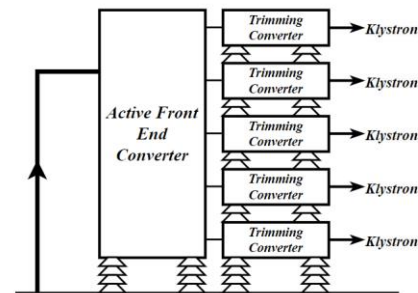 Trimming
Converter
Klystron
Trimming
Converter
Klystron
Active Front
End
Converter
Trimming
Converter
Klystron
Trimming
Converter
Klystron
Trimming
Converter
Klystron